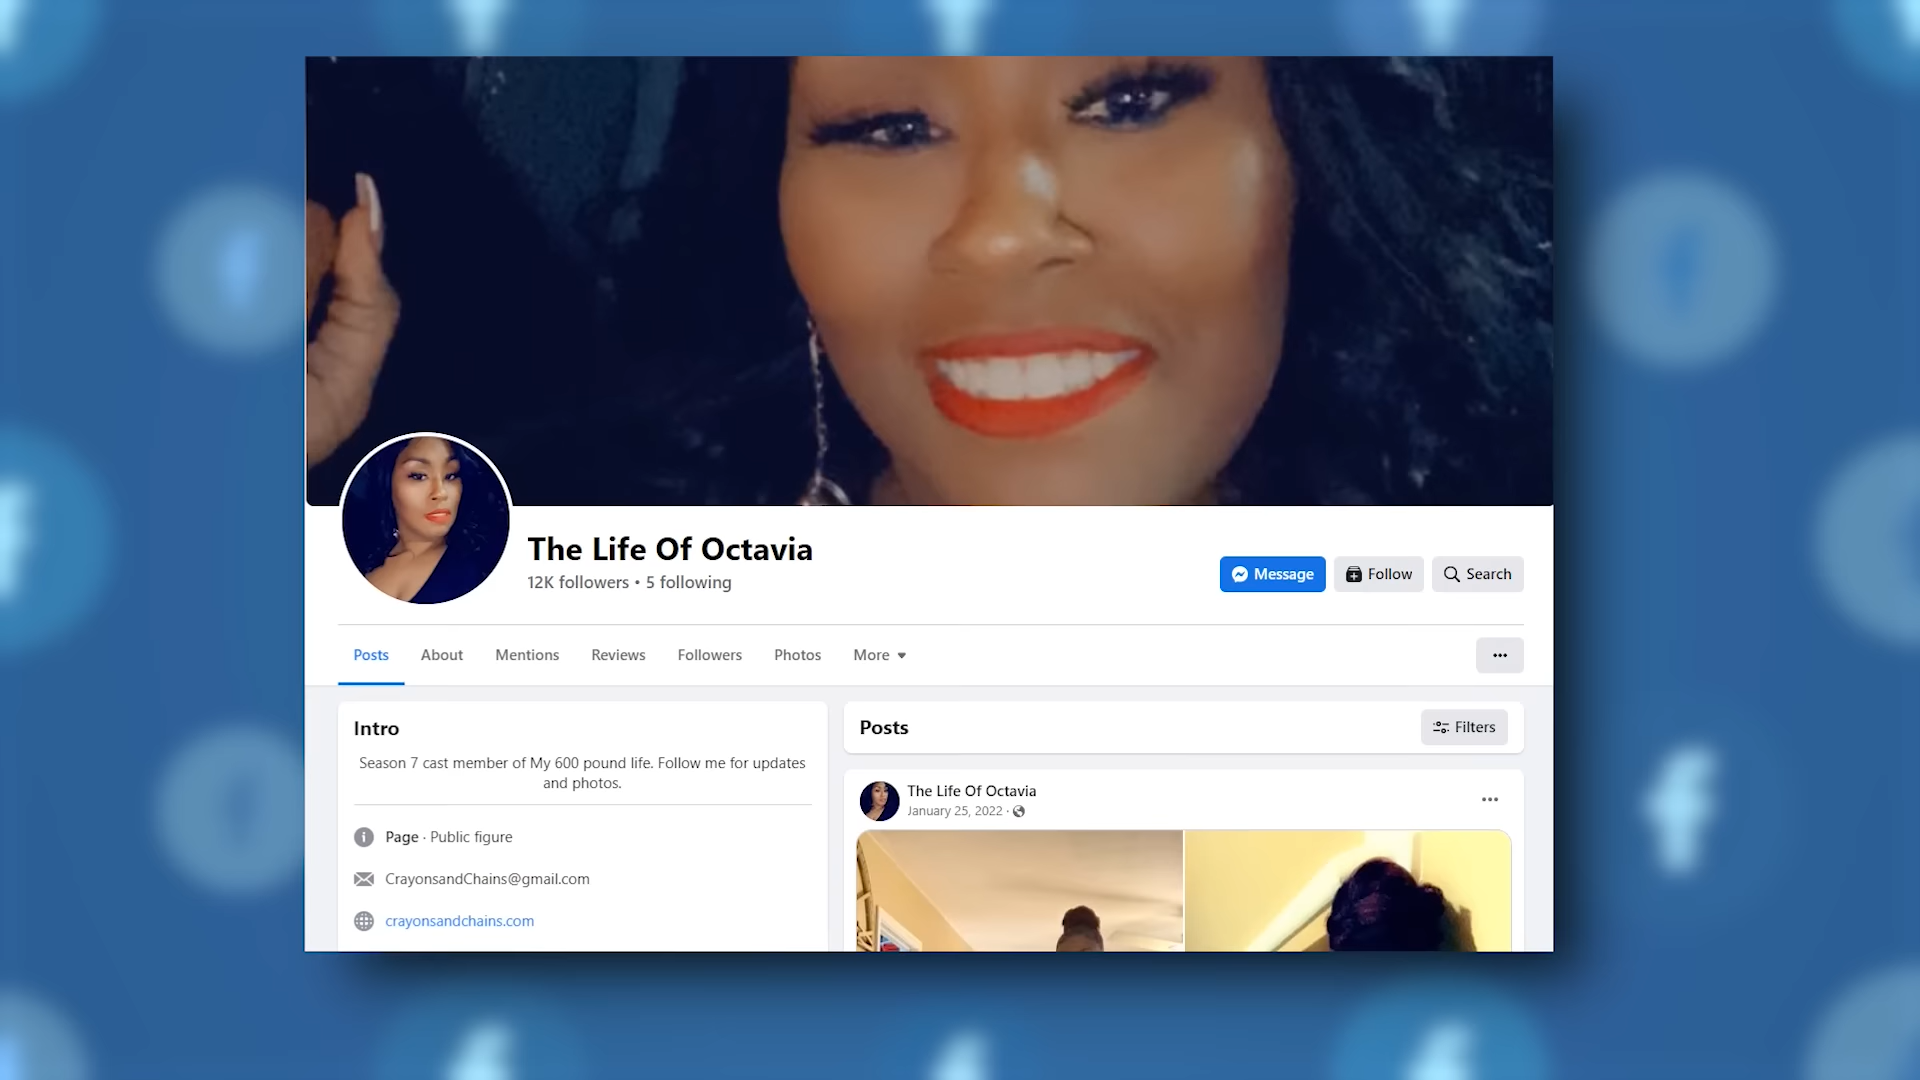 The Life Of Octavia
12K followers • 5 following
Message
Follow
Search
Posts
About
Mentions
Reviews
Followers
Photos
More
Intro
Season 7 cast member of My 600 pound life. Follow me for updates
and photos.
Page · Public figure
CrayonsandChains@gmail.com
crayonsandchains.com
Posts
Filters
The Life Of Octavia
January 25, 2022 ·